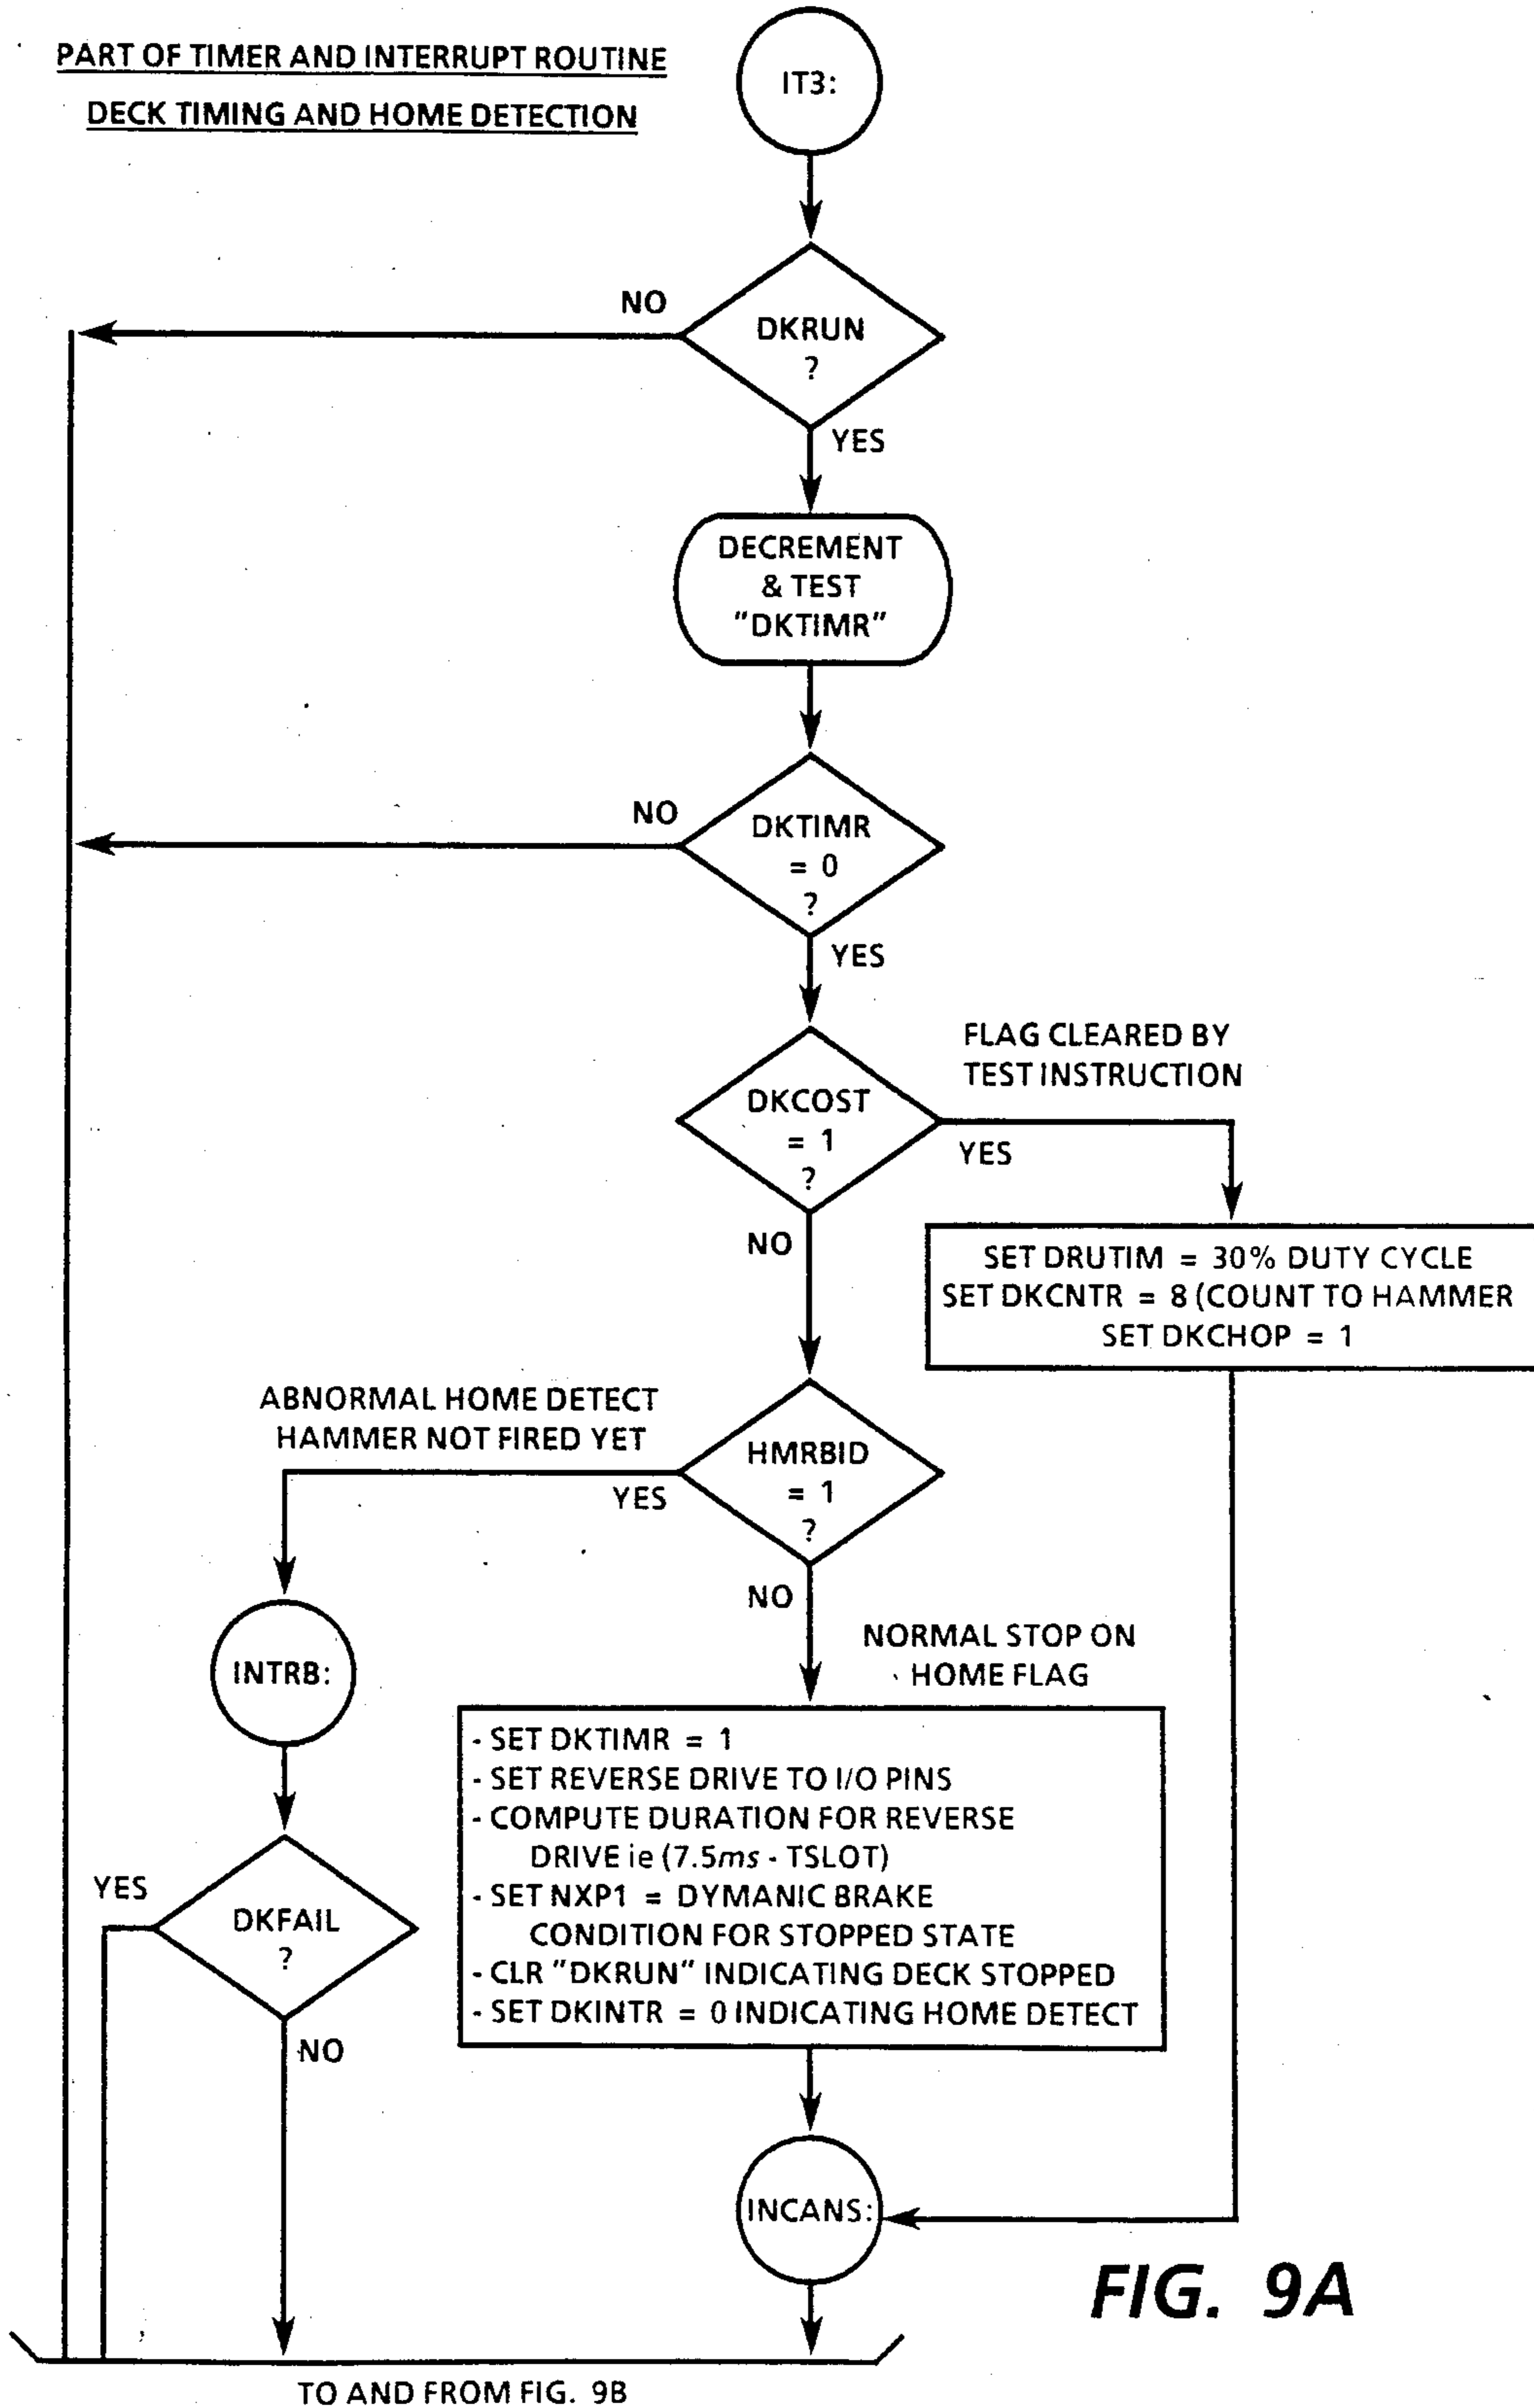 PART OF TIMER AND INTERRUPT ROUTINE
DECK TIMING AND HOME DETECTION
IT3:
NO
DKRUN
?
YES
DECREMENT
& TEST
"DKTIMR"
NO
DKTIMR
= 0
?
YES
FLAG CLEARED BY
TEST INSTRUCTION
DKCOST
= 1
?
YES
NO
SET DRUTIM = 30% DUTY CYCLE
SET DKCNTR = 8 (COUNT TO HAMMER
SET DKCHOP = 1
ABNORMAL HOME DETECT
HAMMER NOT FIRED YET
HMRBID
= 1
?
YES
NO
NORMAL STOP ON
HOME FLAG
INTRB:
- SET DKTIMR = 1
- SET REVERSE DRIVE TO I/O PINS
- COMPUTE DURATION FOR REVERSE
DRIVE ie (7.5ms - TSLOT)
- SET NXP1 = DYMANIC BRAKE
CONDITION FOR STOPPED STATE
- CLR "DKRUN" INDICATING DECK STOPPED
- SET DKINTR = 0 INDICATING HOME DETECT
YES
DKFAIL
?
NO
INCANS:
FIG. 9A
TO AND FROM FIG. 9B